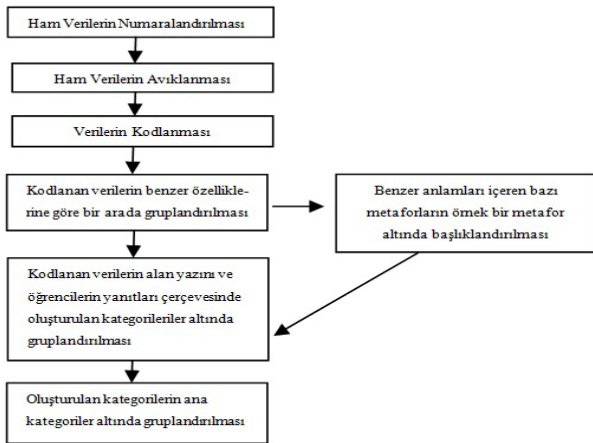 Ham Verilerin Numaralandırılması
Ham Verilerin Avıklanması
Verilerin Kodlanması
Kodlanan verilerin benzer özellikle-
rine göre bir arada gruplandırılması
Benzer anlamları içeren bazı
metaforların örnek bir metafor
altında başlıklandırılması
Kodlanan verilerin alan yazını ve
öğrencilerin yanıtları çerçevesinde
oluşturulan kategorileriler altında
gruplandırılması
Oluşturulan kategorilerin ana
kategoriler altında gruplandırılması